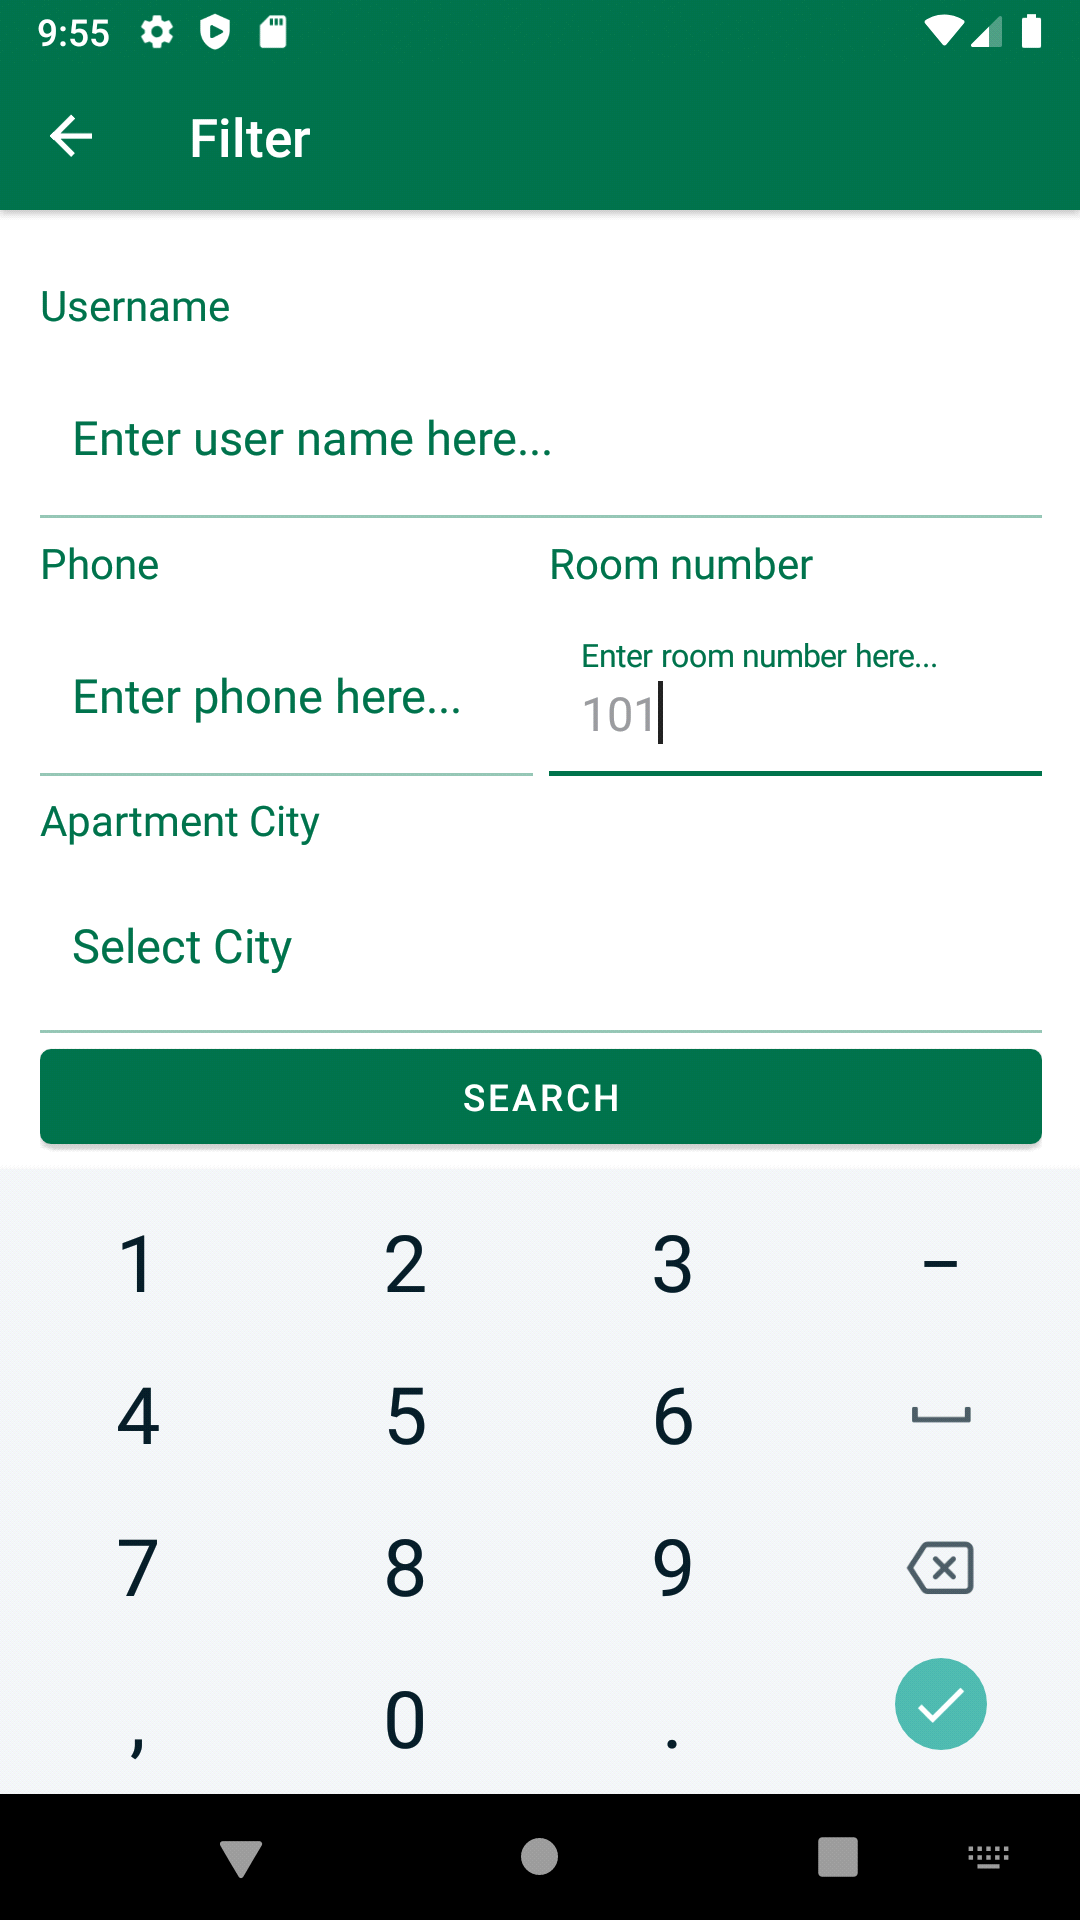 9:55
Filter
Username
Enter user name here...
Phone
Room number
Enter room number here...
Enter phone here...
101
Apartment City
Select City
SEARCH
1 2 3 –
4 5 6
7 8 9
, 0 .